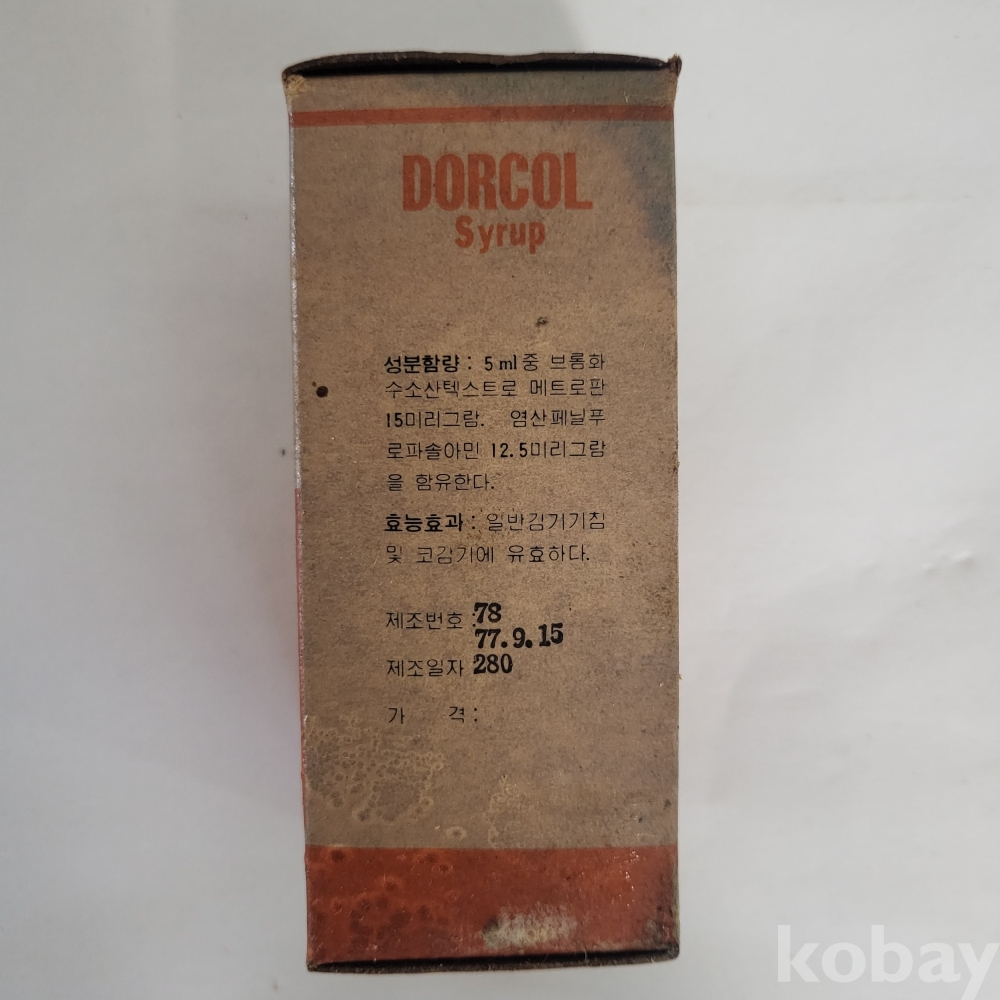 DORCOL
Syrup
성분함량 : 5 ml 중 브롬화
수소산텍스트로 메트로판
15미리그람. 염산페닐푸
로파솔아민 12.5미리그람
을 함유한다.
효능효과 : 일반김거기침
및 코감기에 유효하다.
제조번호 : 78
77.9.15
제조일자 280
가 격 :
kobay